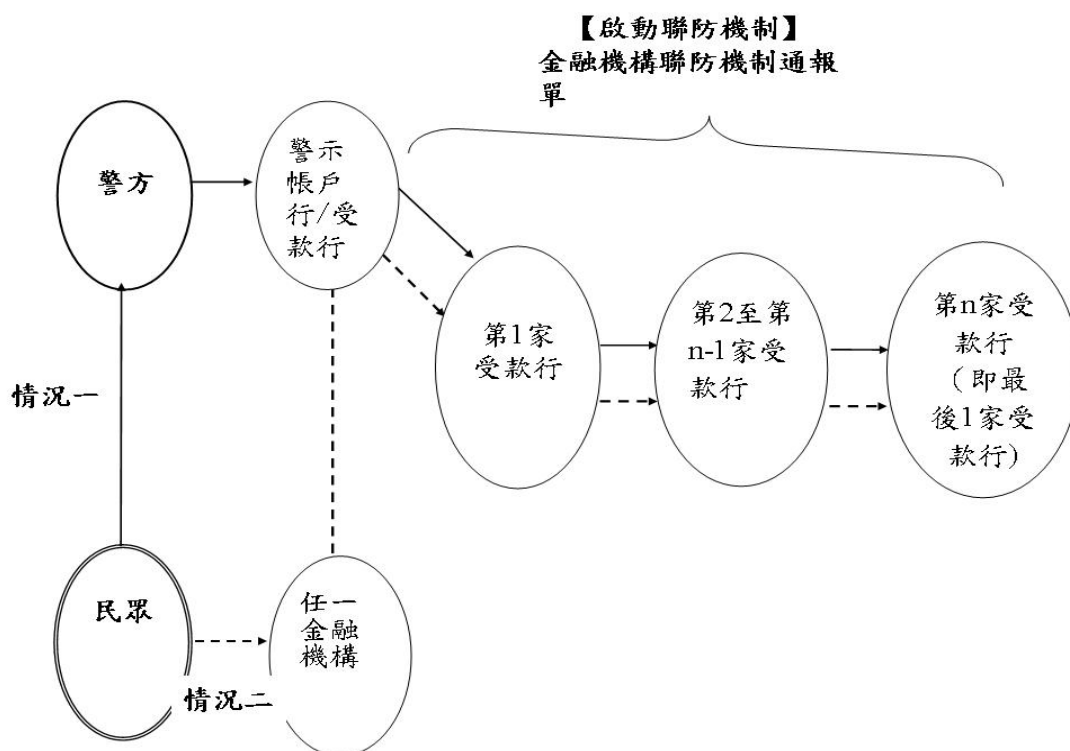 【啟動聯防機制】
金融機構聯防機制通報
單
警方
警示
帳戶
行/受
款行
第1家
受款行
第2至第
n-1家受
款行
第n家受
款行
(即最
後1家受
款行)
情況一
民眾
任一
金融
機構
情況二